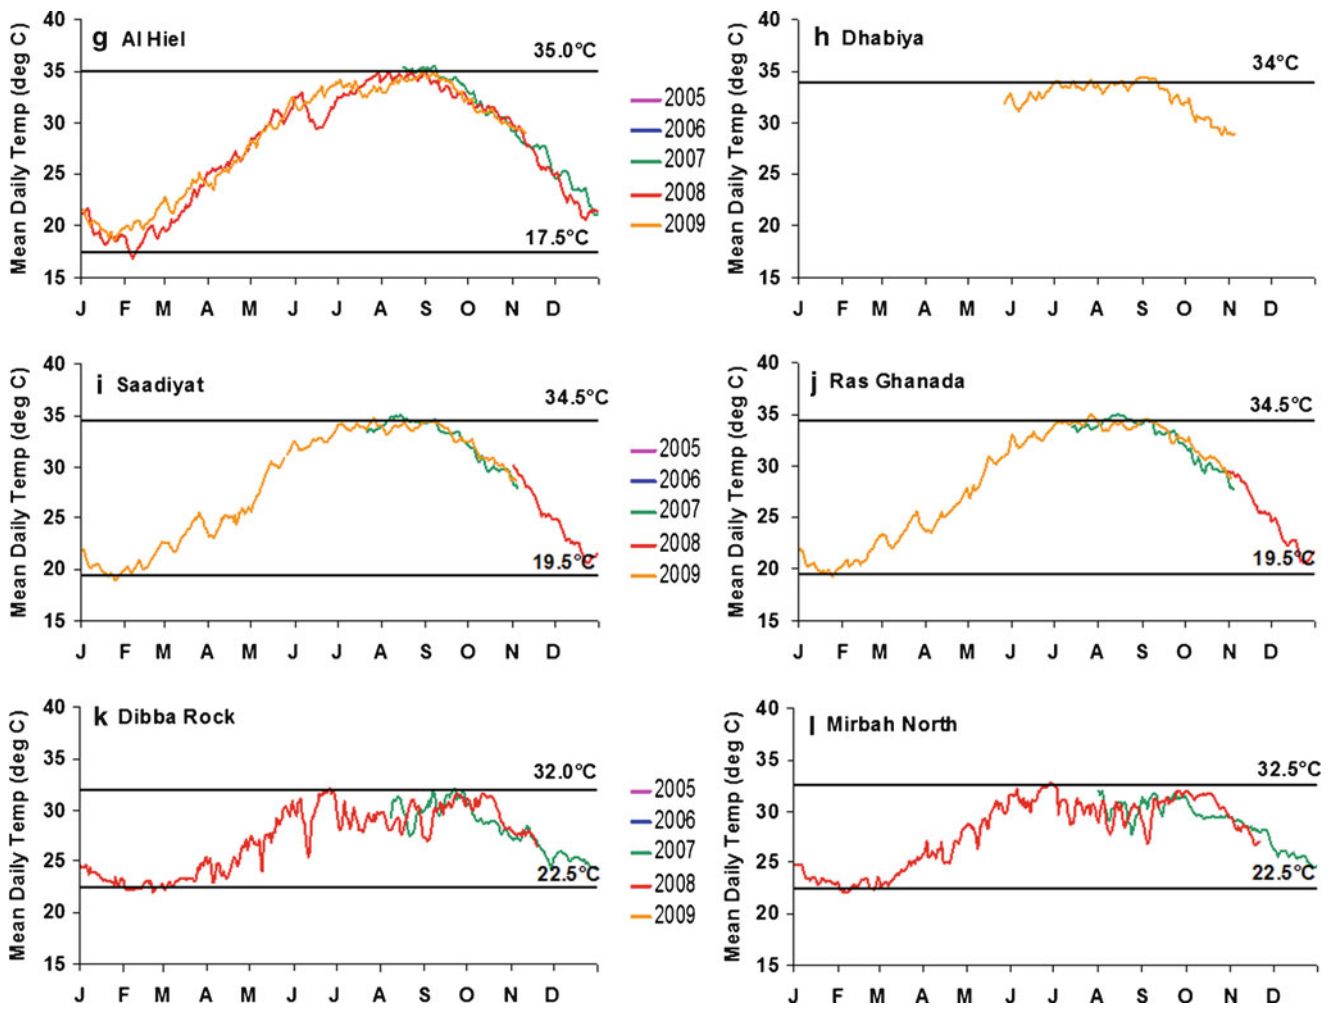 g Al Hiel
Mean Daily Temp (deg C)
40
35
30
25
20
15
35.0°C
17.5°C
J F M A M J J A S O N D
2005
2006
2007
2008
2009
h Dhabiya
Mean Daily Temp (deg C)
40
35
30
25
20
15
34°C
J F M A M J J A S O N D
i Saadiyat
Mean Daily Temp (deg C)
40
35
30
25
20
15
34.5°C
19.5°C
J F M A M J J A S O N D
2005
2006
2007
2008
2009
j Ras Ghanada
Mean Daily Temp (deg C)
40
35
30
25
20
15
34.5°C
19.5°C
J F M A M J J A S O N D
k Dibba Rock
Mean Daily Temp (deg C)
40
35
30
25
20
15
32.0°C
22.5°C
J F M A M J J A S O N D
2005
2006
2007
2008
2009
l Mirbah North
Mean Daily Temp (deg C)
40
35
30
25
20
15
32.5°C
22.5°C
J F M A M J J A S O N D